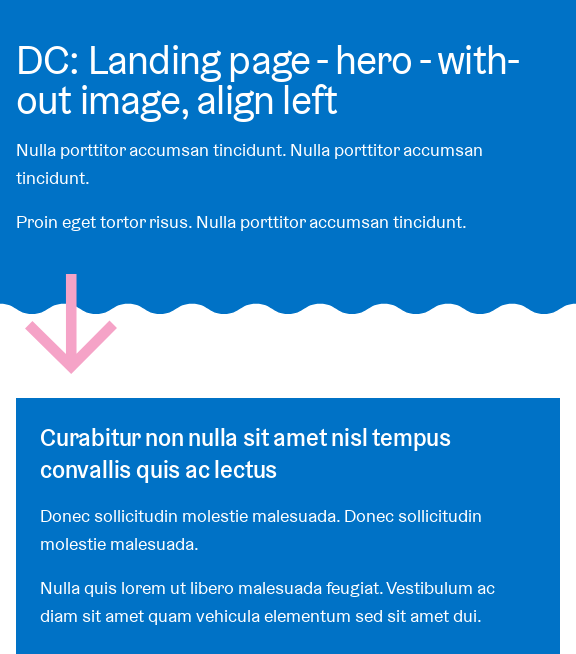 DC: Landing page - hero - with-
out image, align left
Nulla porttitor accumsan tincidunt. Nulla porttitor accumsan
tincidunt.
Proin eget tortor risus. Nulla porttitor accumsan tincidunt.
Curabitur non nulla sit amet nisl tempus
convallis quis ac lectus
Donec sollicitudin molestie malesuada. Donec sollicitudin
molestie malesuada.
Nulla quis lorem ut libero malesuada feugiat. Vestibulum ac
diam sit amet quam vehicula elementum sed sit amet dui.